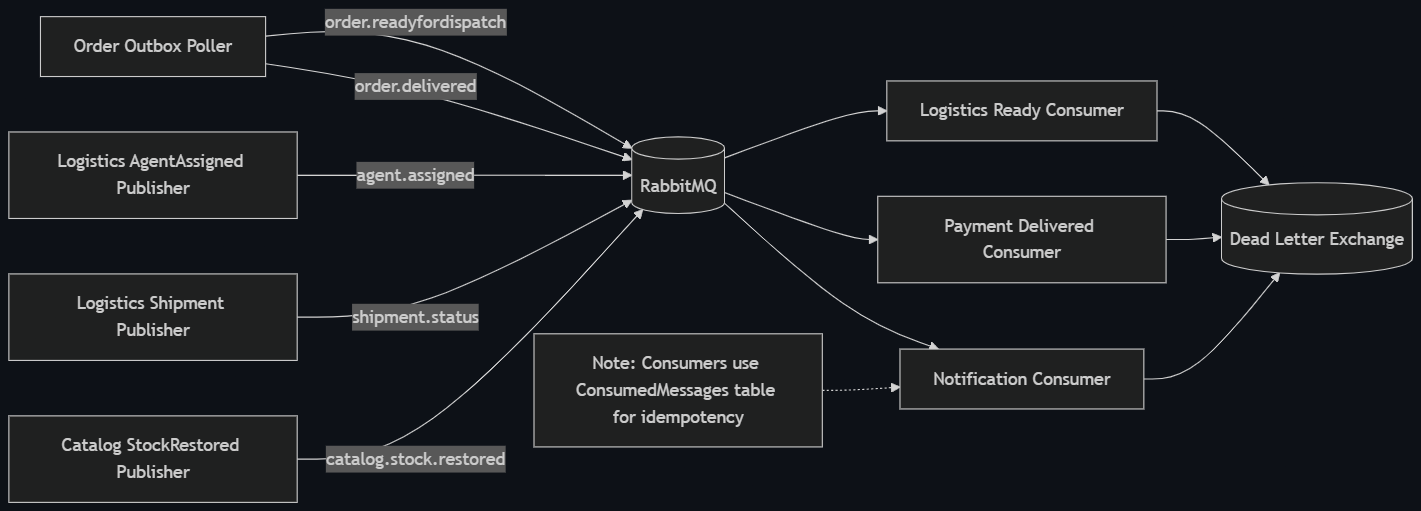 Order Outbox Poller
order.readyfordispatch
order.delivered
Logistics AgentAssigned
Publisher
agent.assigned
Logistics Shipment
Publisher
shipment.status
Catalog StockRestored
Publisher
catalog.stock.restored
RabbitMQ
Note: Consumers use
ConsumedMessages table
for idempotency
Logistics Ready Consumer
Payment Delivered
Consumer
Notification Consumer
Dead Letter Exchange